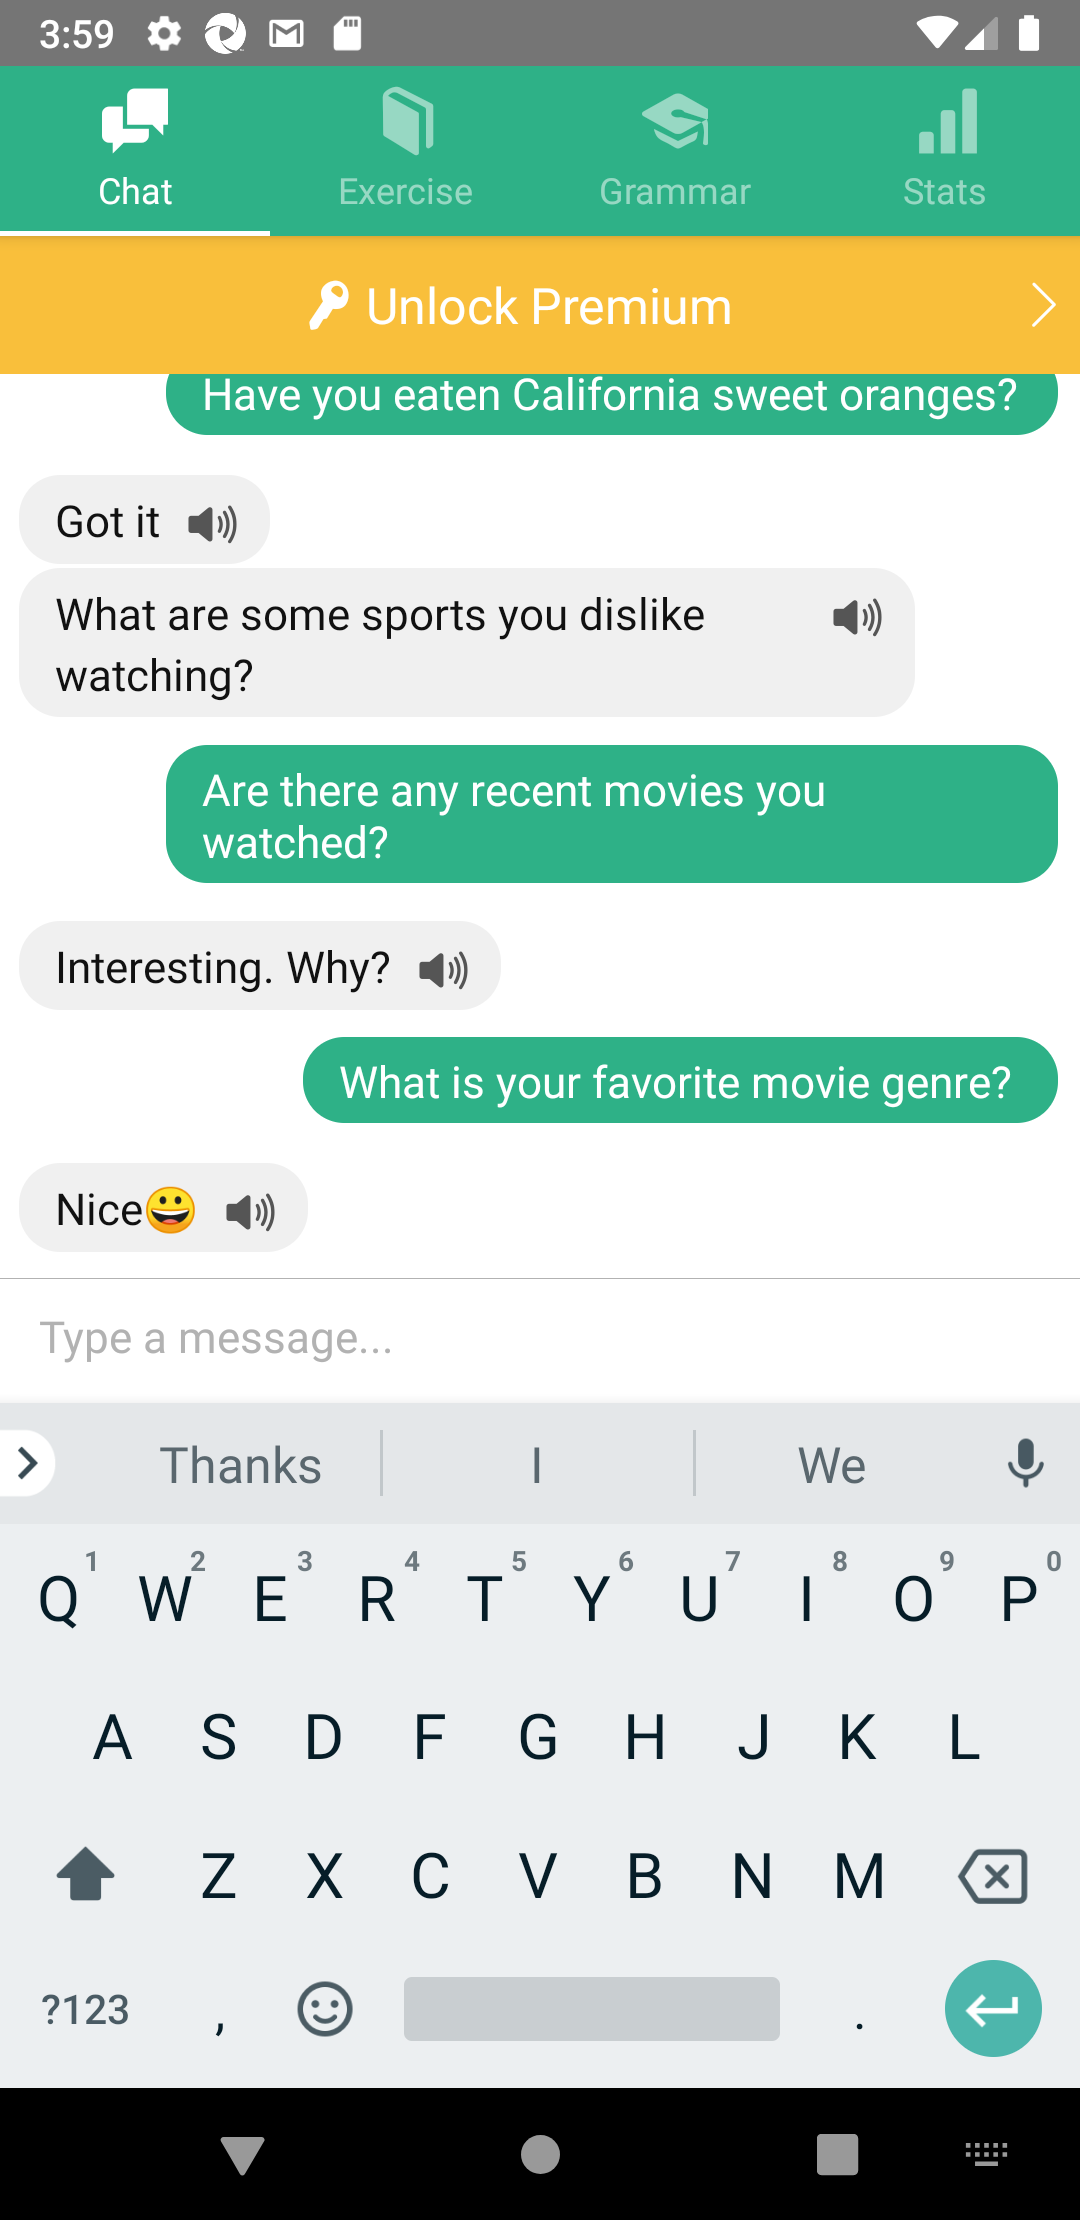 3:59
Chat
Exercise
Grammar
Stats
Unlock Premium
Have you eaten California sweet oranges?
Got it
What are some sports you dislike
watching?
Are there any recent movies you
watched?
Interesting. Why?
What is your favorite movie genre?
Nice😀
Type a message...
Thanks
I
We
1 2 3 4 5 6 7 8 9 0
Q W E R T Y U I O P
A S D F G H J K L
Z X C V B N M
?123 , .